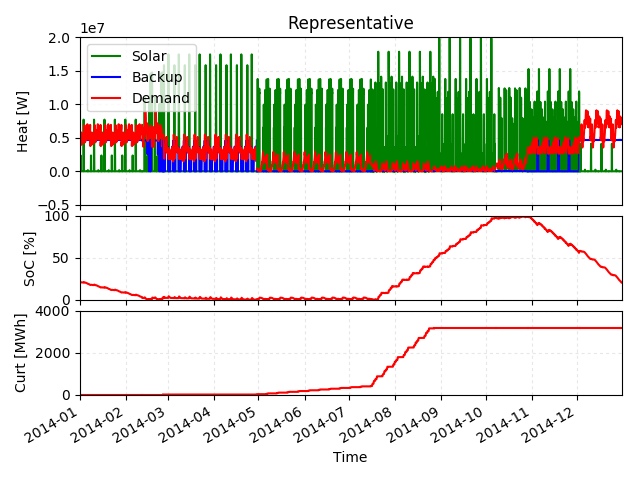 Representative
1e7
2.0
1.5
1.0
0.5
0.0
−0.5
Heat [W]
Solar
Backup
Demand
100
50
0
SoC [%]
4000
2000
0
Curt [MWh]
2014-01
2014-02
2014-03
2014-04
2014-05
2014-06
2014-07
2014-08
2014-09
2014-10
2014-11
2014-12
Time